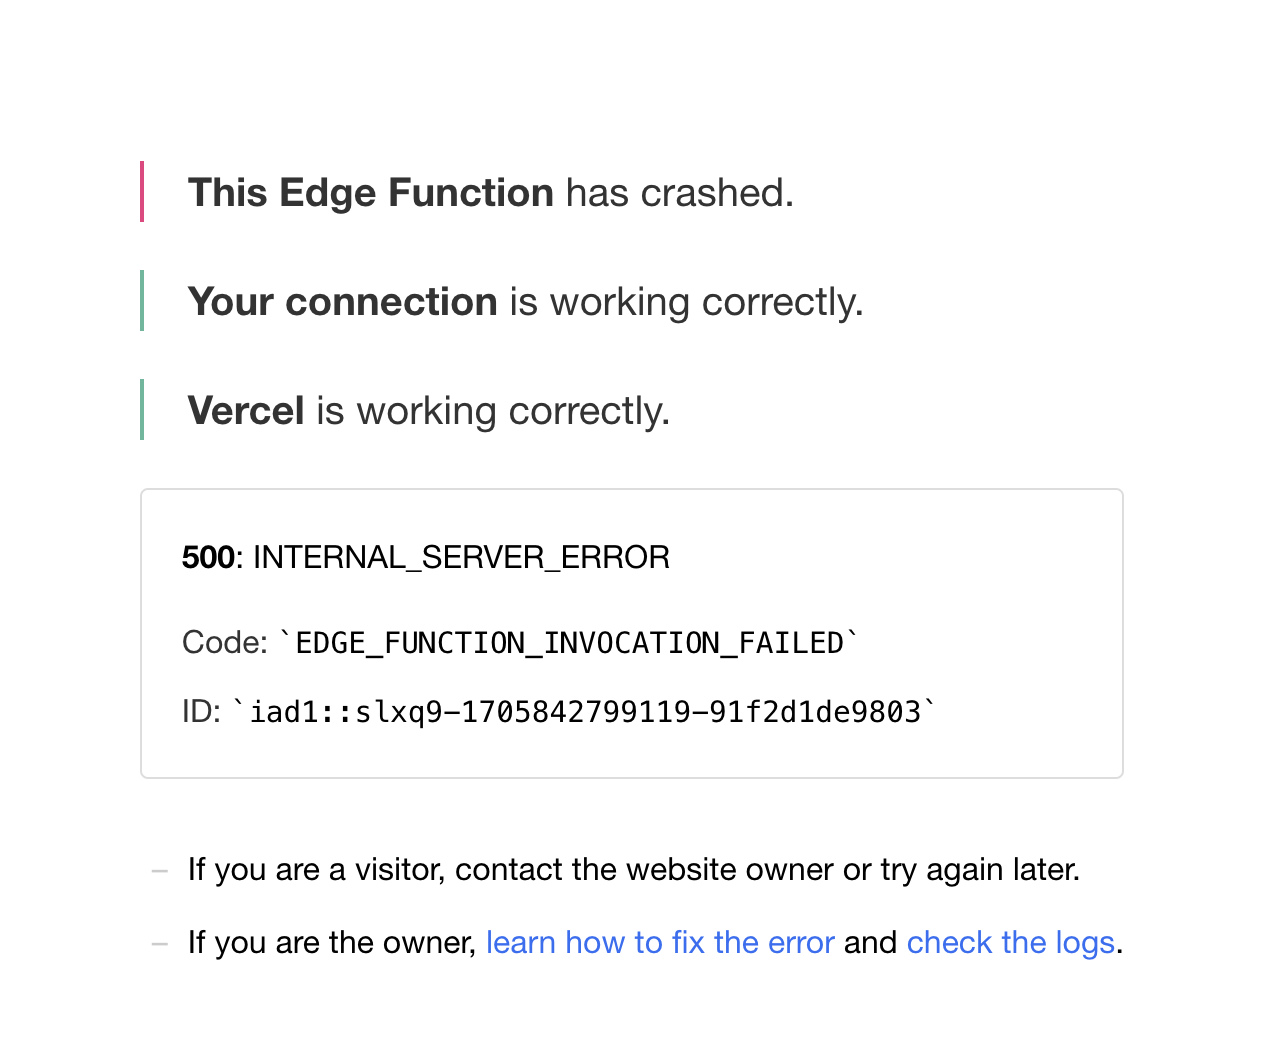 This Edge Function has crashed.
Your connection is working correctly.
Vercel is working correctly.
500: INTERNAL_SERVER_ERROR
Code: `EDGE_FUNCTION_INVOCATION_FAILED`
ID: `iad1::slxq9-1705842799119-91f2d1de9803`
– If you are a visitor, contact the website owner or try again later.
– If you are the owner, learn how to fix the error and check the logs.